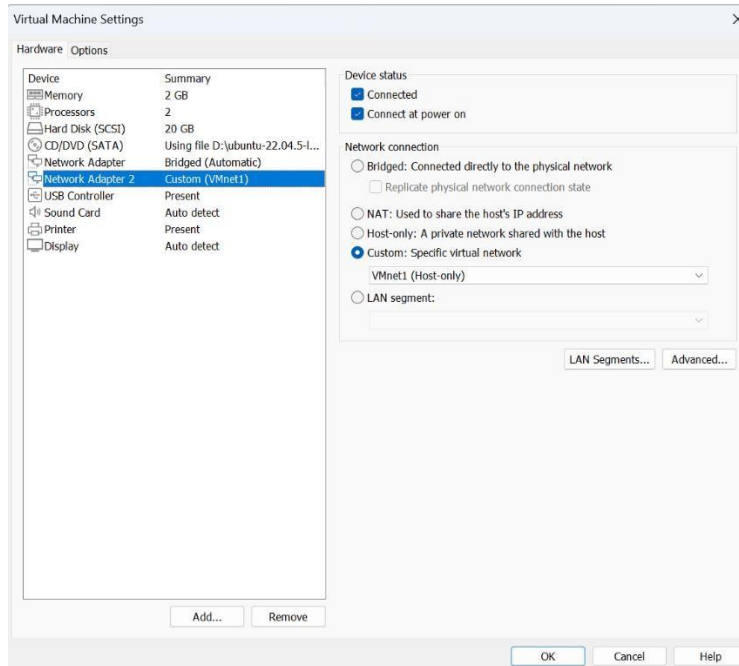 Virtual Machine Settings
Hardware Options
Device Summary
Memory 2 GB
Processors 2
Hard Disk (SCSI) 20 GB
CD/DVD (SATA) Using file D:\ubuntu-22.04.5-l...
Network Adapter Bridged (Automatic)
Network Adapter 2 Custom (VMnet1)
USB Controller Present
Sound Card Auto detect
Printer Present
Display Auto detect
Add... Remove
Device status
Connected
Connect at power on
Network connection
Bridged: Connected directly to the physical network
Replicate physical network connection state
NAT: Used to share the host's IP address
Host-only: A private network shared with the host
Custom: Specific virtual network
VMnet1 (Host-only)
LAN segment:
LAN Segments... Advanced...
OK Cancel Help